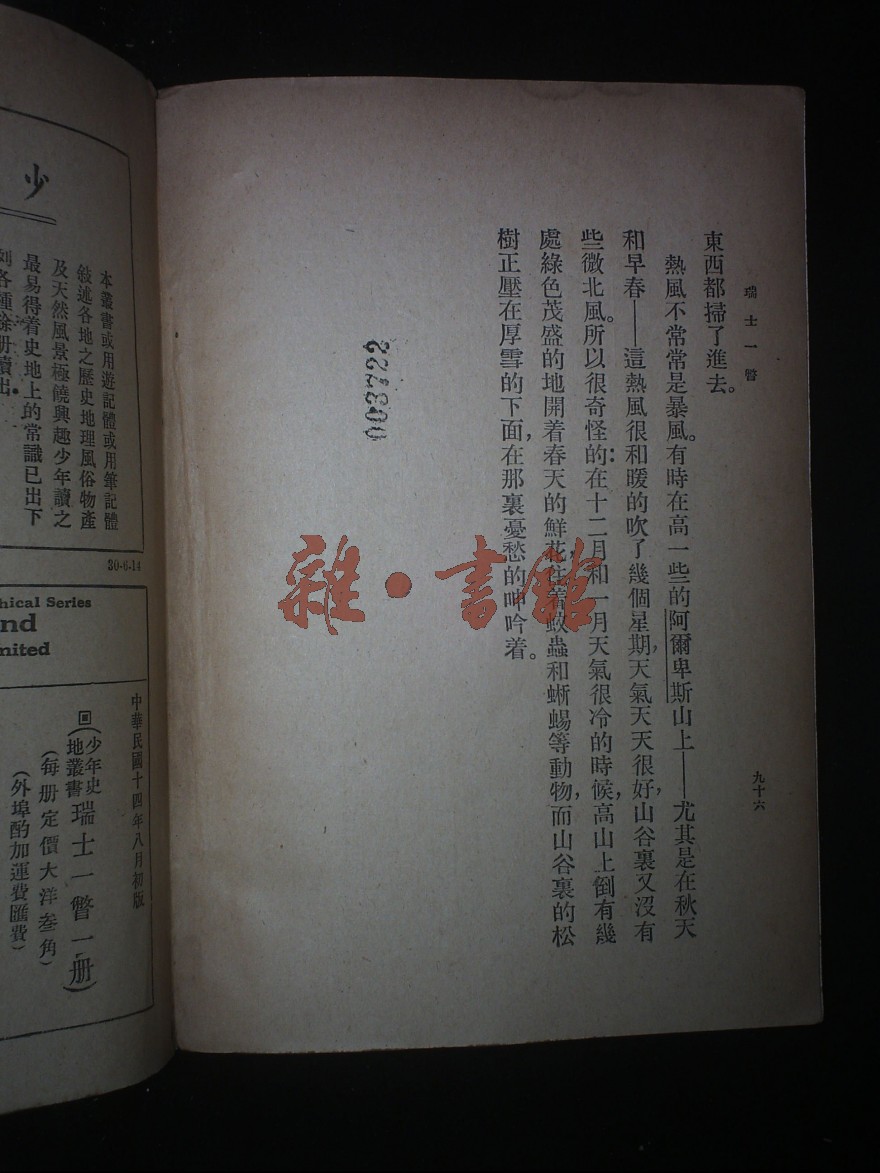 瑞士一瞥
九十六
東西都掃了進去。
熱風不常常是暴風。有時在高一些的阿爾卑斯山上——尤其是在秋天
和早春——這熱風很和暖的吹了幾個星期,天氣天天很好,山谷裏又沒有
些微北風。所以很奇怪的:在十二月和一月天氣很冷的時候,高山上倒有幾
處綠色茂盛的地開着春天的鮮花,住着蚊蟲和蜥蜴等動物,而山谷裏的松
樹正壓在厚雪的下面,在那裏憂愁的呻吟着。
003722
雜·書館
少
本叢書或用遊記體或用筆記體
敍述各地之歷史地理風俗物產
及天然風景極饒興趣少年讀之
最易得着史地上的常識已出下
列各種餘册續出
30-6-14
hical Series
nd
mited
中華民國十四年八月初版
回(少年史地叢書)瑞士一瞥一册
(每册定價大洋叁角)
(外埠酌加運費匯費)